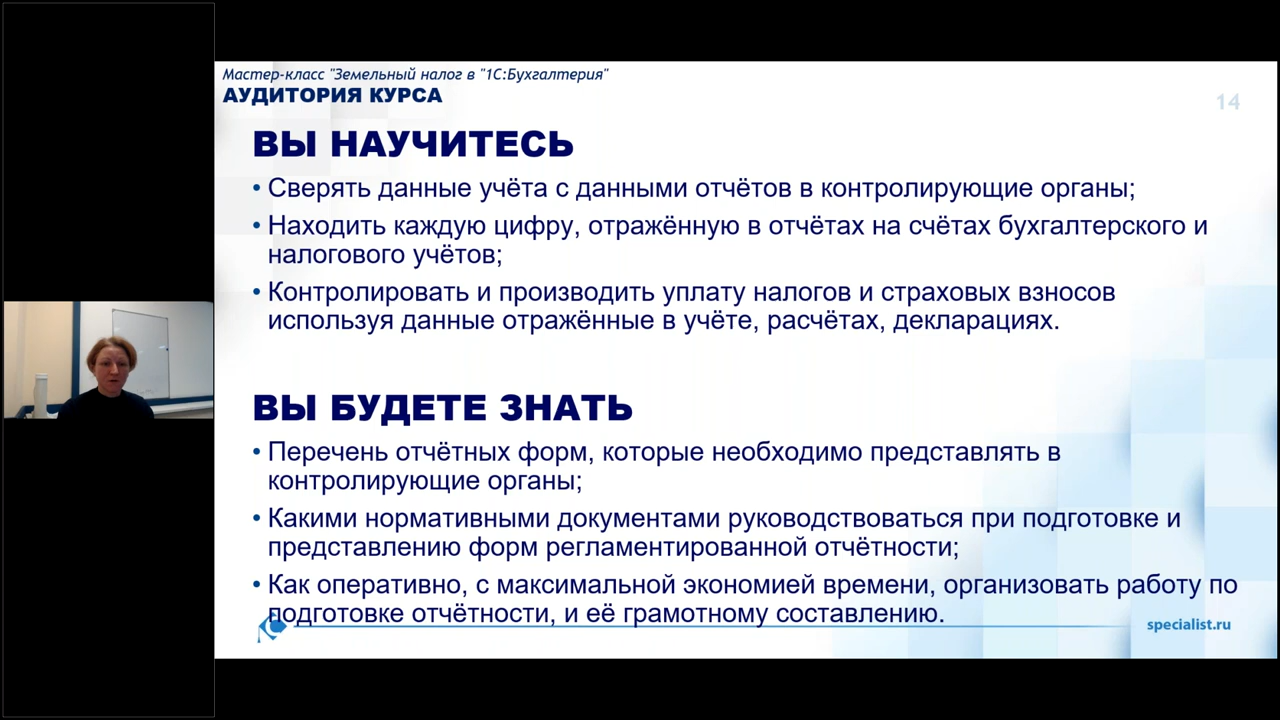 Мастер-класс "Земельный налог в "1С:Бухгалтерия"
АУДИТОРИЯ КУРСА
14
ВЫ НАУЧИТЕСЬ
• Сверять данные учёта с данными отчётов в контролирующие органы;
• Находить каждую цифру, отражённую в отчётах на счётах бухгалтерского и
налогового учётов;
• Контролировать и производить уплату налогов и страховых взносов
используя данные отражённые в учёте, расчётах, декларациях.
ВЫ БУДЕТЕ ЗНАТЬ
• Перечень отчётных форм, которые необходимо представлять в
контролирующие органы;
• Какими нормативными документами руководствоваться при подготовке и
представлению форм регламентированной отчётности;
• Как оперативно, с максимальной экономией времени, организовать работу по
подготовке отчётности, и её грамотному составлению.
specialist.ru